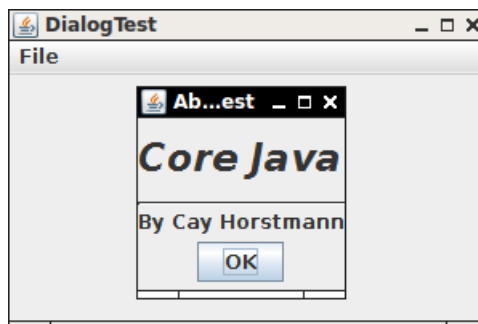 DialogTest
File
Ab...est
Core Java
By Cay Horstmann
OK